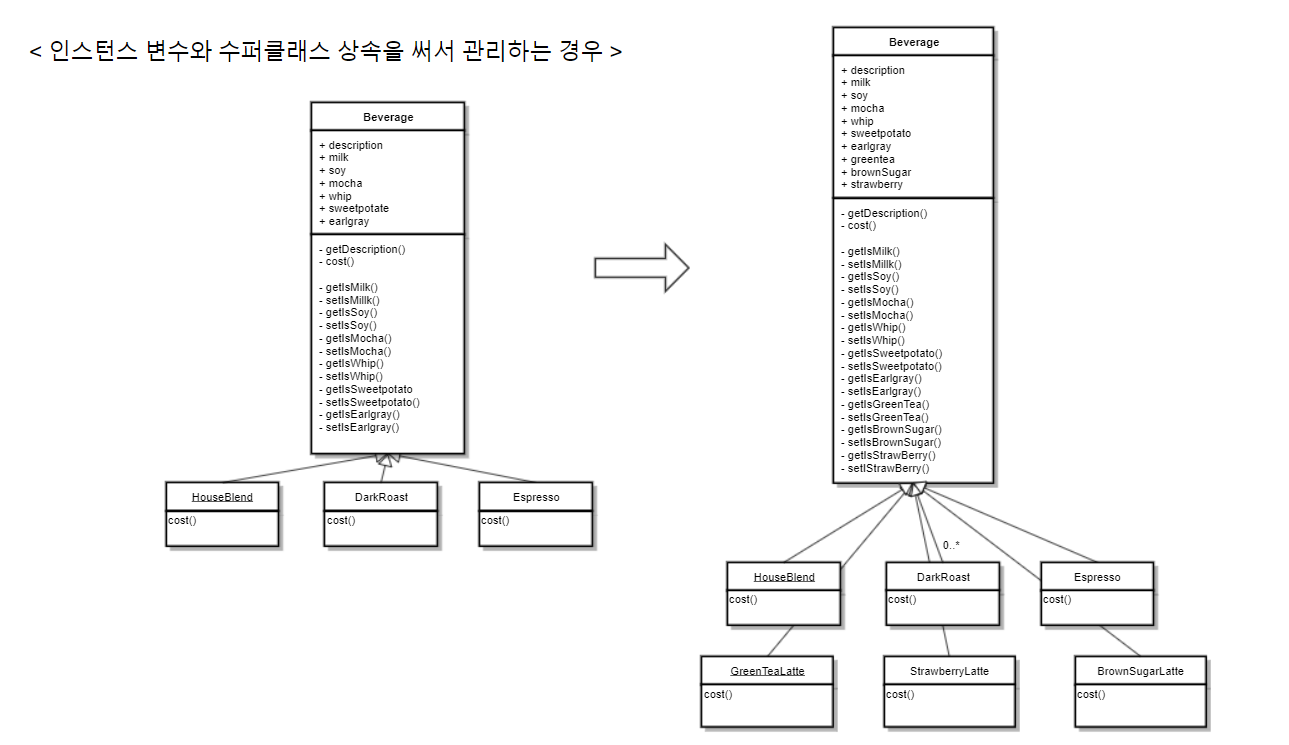 < 인스턴스 변수와 수퍼클래스 상속을 써서 관리하는 경우 >
Beverage
+ description
+ milk
+ soy
+ mocha
+ whip
+ sweetpotate
+ earlgray
- getDescription()
- cost()
- getIsMilk()
- setIsMillk()
- getIsSoy()
- setIsSoy()
- getIsMocha()
- setIsMocha()
- getIsWhip()
- setIsWhip()
- getIsSweetpotato
- setIsSweetpotato()
- getIsEarlgray()
- setIsEarlgray()
HouseBlend
cost()
DarkRoast
cost()
Espresso
cost()
Beverage
+ description
+ milk
+ soy
+ mocha
+ whip
+ sweetpotato
+ earlgray
+ greentea
+ brownSugar
+ strawberry
- getDescription()
- cost()
- getIsMilk()
- setIsMillk()
- getIsSoy()
- setIsSoy()
- getIsMocha()
- setIsMocha()
- getIsWhip()
- setIsWhip()
- getIsSweetpotato()
- setIsSweetpotato()
- getIsEarlgray()
- setIsEarlgray()
- getIsGreenTea()
- setIsGreenTea()
- getIsBrownSugar()
- setIsBrownSugar()
- getIsStrawBerry()
- setIStrawBerry()
0..*
HouseBlend
cost()
DarkRoast
cost()
Espresso
cost()
GreenTeaLatte
cost()
StrawberryLatte
cost()
BrownSugarLatte
cost()